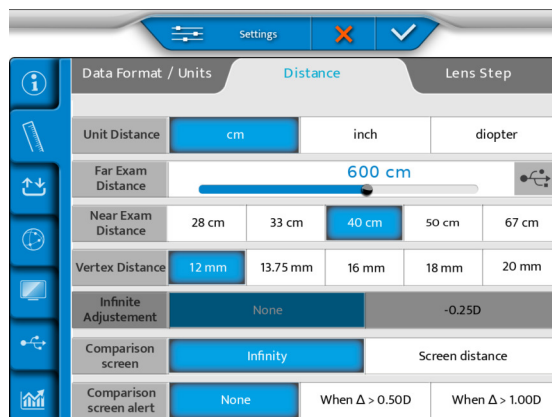 Settings
Data Format / Units Distance Lens Step
Unit Distance cm inch diopter
Far Exam
Distance
600 cm
Near Exam
Distance
28 cm 33 cm 40 cm 50 cm 67 cm
Vertex Distance 12 mm 13.75 mm 16 mm 18 mm 20 mm
Infinite
Adjustement
None -0.25D
Comparison
screen
Infinity Screen distance
Comparison
screen alert
None When Δ > 0.50D When Δ > 1.00D